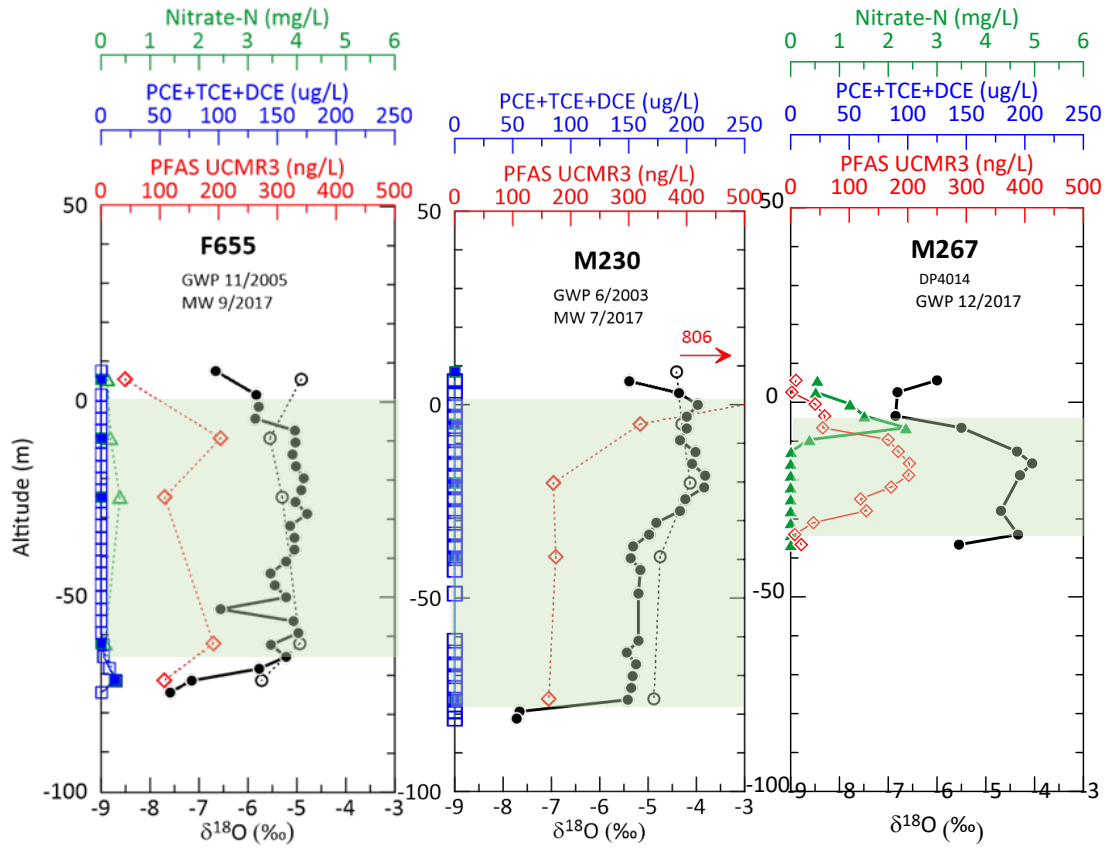 Nitrate-N (mg/L)
0 1 2 3 4 5 6
PCE+TCE+DCE (ug/L)
0 50 100 150 200 250
PFAS UCMR3 (ng/L)
0 100 200 300 400 500
F655
GWP 11/2005
MW 9/2017
50
0
-50
-100
Altitude (m)
-9 -8 -7 -6 -5 -4 -3
δ18O (‰)
PCE+TCE+DCE (ug/L)
0 50 100 150 200 250
PFAS UCMR3 (ng/L)
0 100 200 300 400 500
M230
GWP 6/2003
MW 7/2017
806
50
0
-50
-100
-9 -8 -7 -6 -5 -4 -3
δ18O (‰)
Nitrate-N (mg/L)
0 1 2 3 4 5 6
PCE+TCE+DCE (ug/L)
0 50 100 150 200 250
PFAS UCMR3 (ng/L)
0 100 200 300 400 500
M267
DP4014
GWP 12/2017
50
0
-50
-100
-9 -8 -7 -6 -5 -4 -3
δ18O (‰)